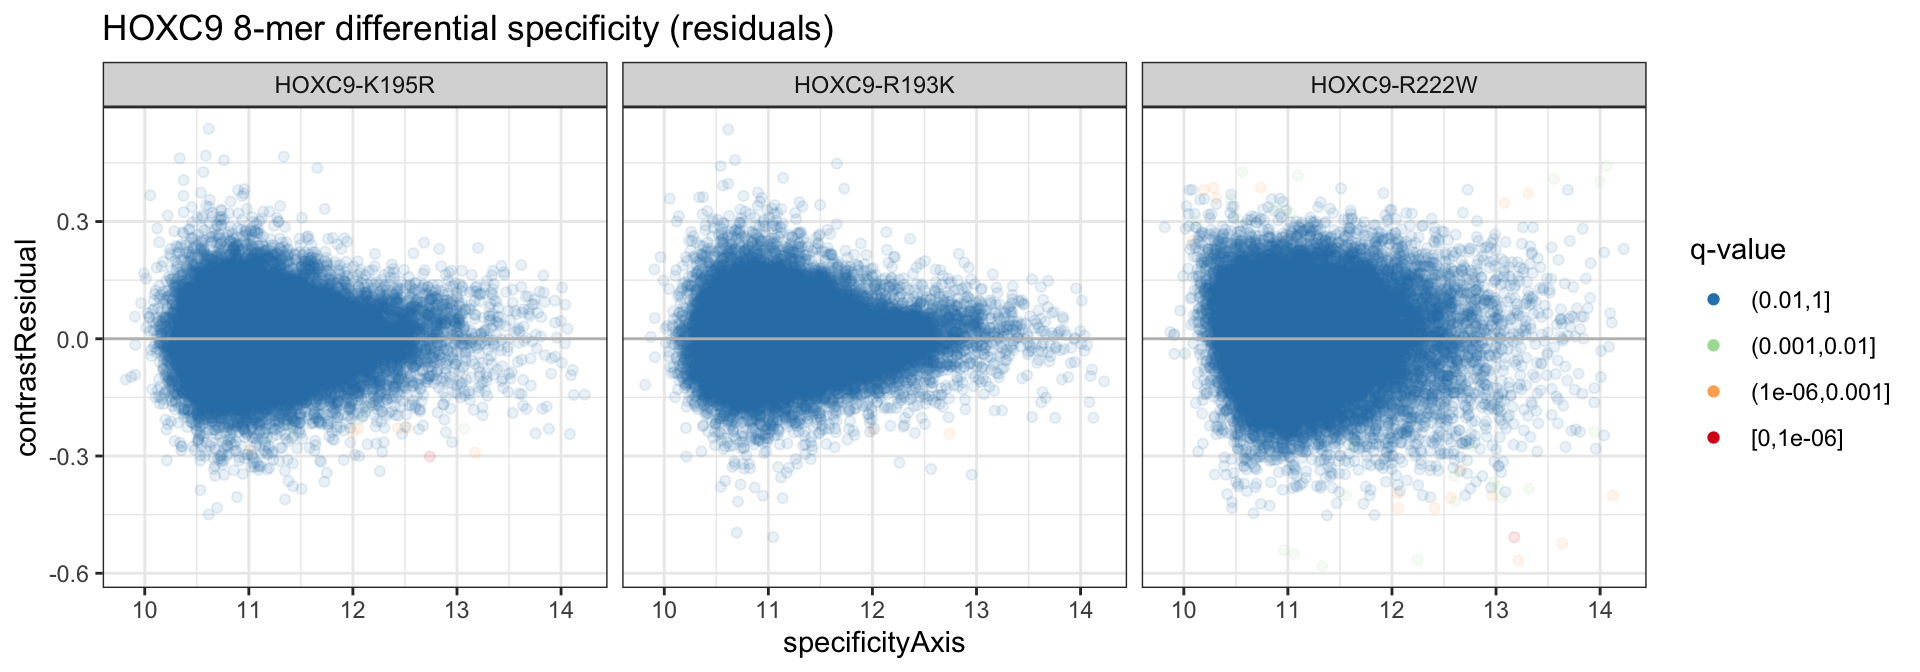 HOXC9 8-mer differential specificity (residuals)
HOXC9-K195R
HOXC9-R193K
HOXC9-R222W
contrastResidual
0.3
0.0
-0.3
-0.6
10 11 12 13 14
10 11 12 13 14
10 11 12 13 14
specificityAxis
q-value
(0.01,1]
(0.001,0.01]
(1e-06,0.001]
[0,1e-06]